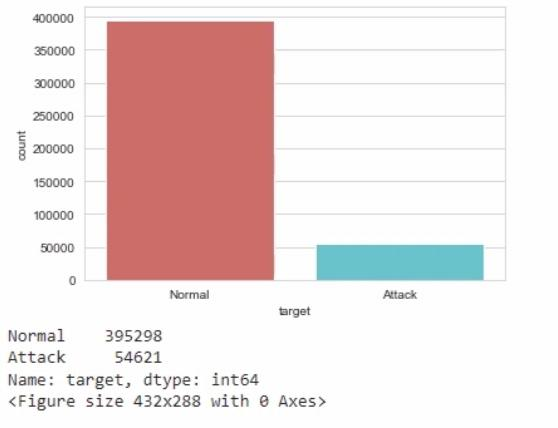 400000
350000
300000
250000
200000
150000
100000
50000
0
count
Normal Attack
target
Normal 395298
Attack 54621
Name: target, dtype: int64
<Figure size 432x288 with 0 Axes>